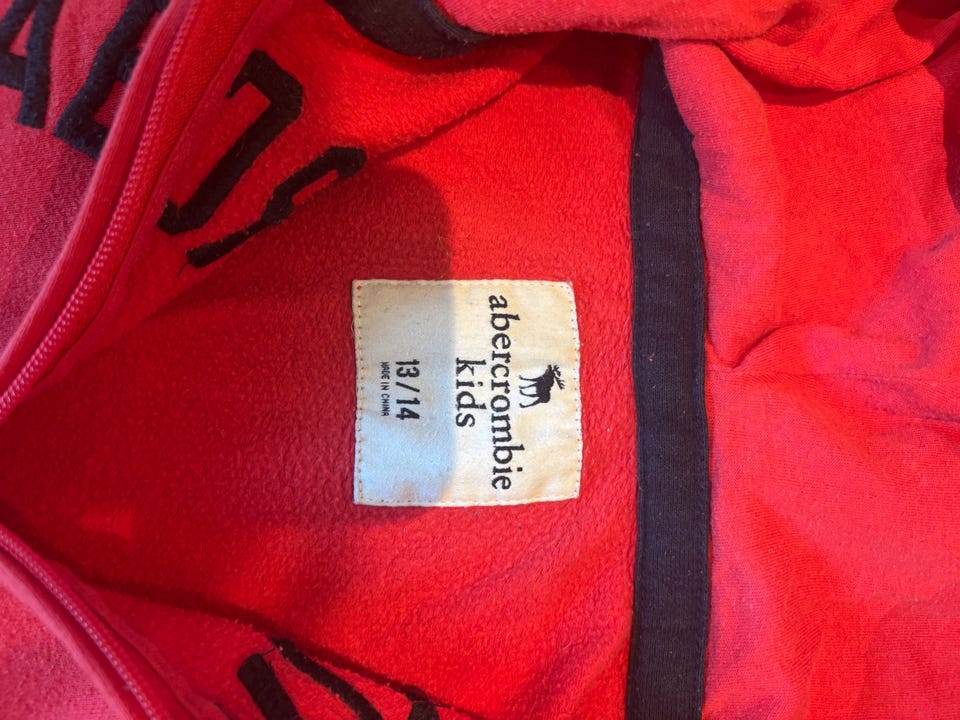 abercrombie
kids
13/14
MADE IN CHINA